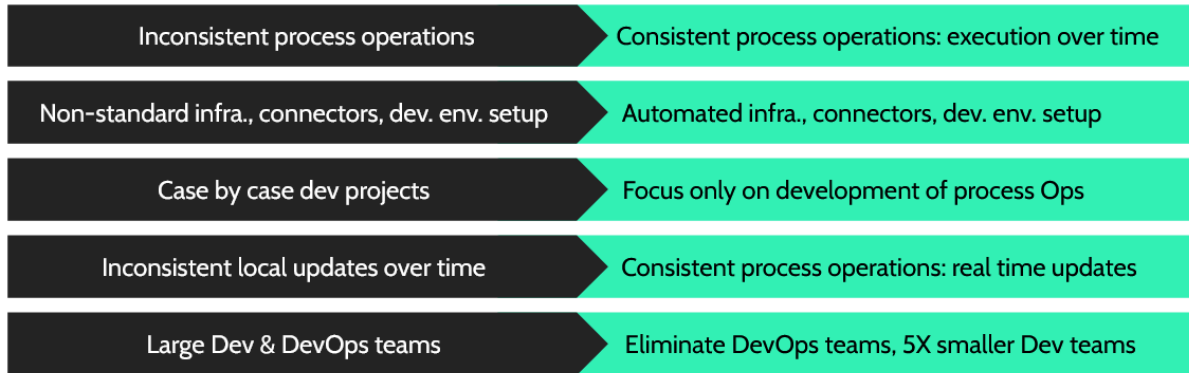 Inconsistent process operations
Consistent process operations: execution over time
Non-standard infra., connectors, dev. env. setup
Automated infra., connectors, dev. env. setup
Case by case dev projects
Focus only on development of process Ops
Inconsistent local updates over time
Consistent process operations: real time updates
Large Dev & DevOps teams
Eliminate DevOps teams, 5X smaller Dev teams